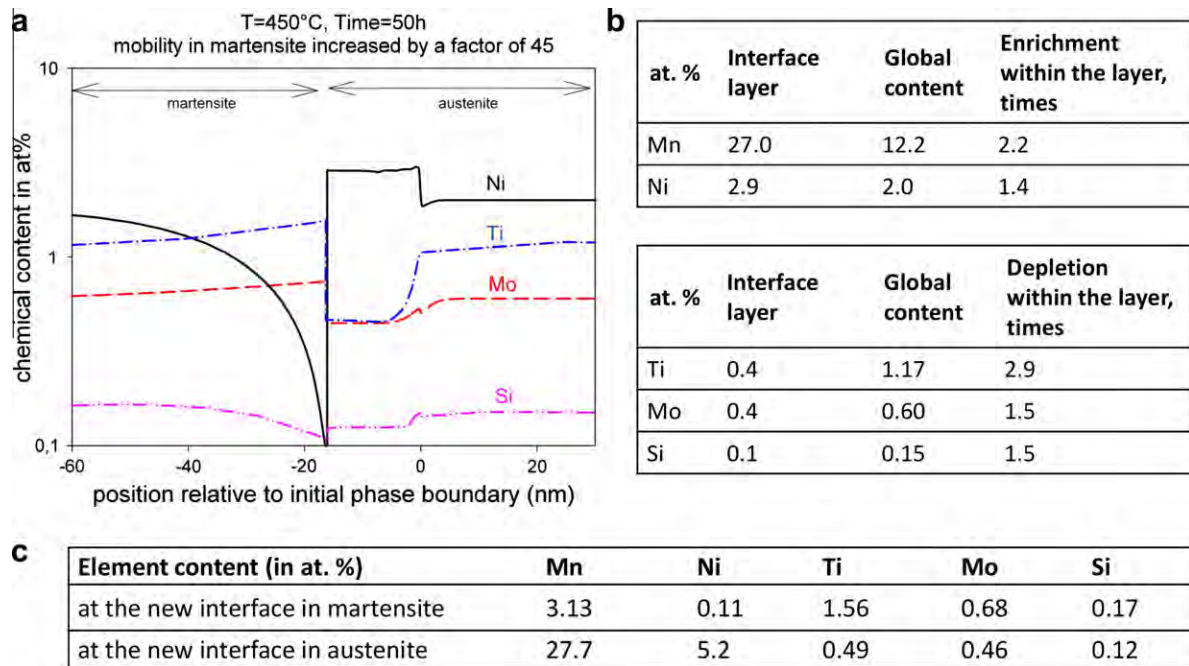 a
T=450°C, Time=50h
mobility in martensite increased by a factor of 45
10
1
0,1
chemical content in at%
martensite
austenite
Ni
Ti
Mo
Si
-60 -40 -20 0 20
position relative to initial phase boundary (nm)
b
at. % Interface layer Global content Enrichment within the layer, times
Mn 27.0 12.2 2.2
Ni 2.9 2.0 1.4
at. % Interface layer Global content Depletion within the layer, times
Ti 0.4 1.17 2.9
Mo 0.4 0.60 1.5
Si 0.1 0.15 1.5
c
Element content (in at. %) Mn Ni Ti Mo Si
at the new interface in martensite 3.13 0.11 1.56 0.68 0.17
at the new interface in austenite 27.7 5.2 0.49 0.46 0.12